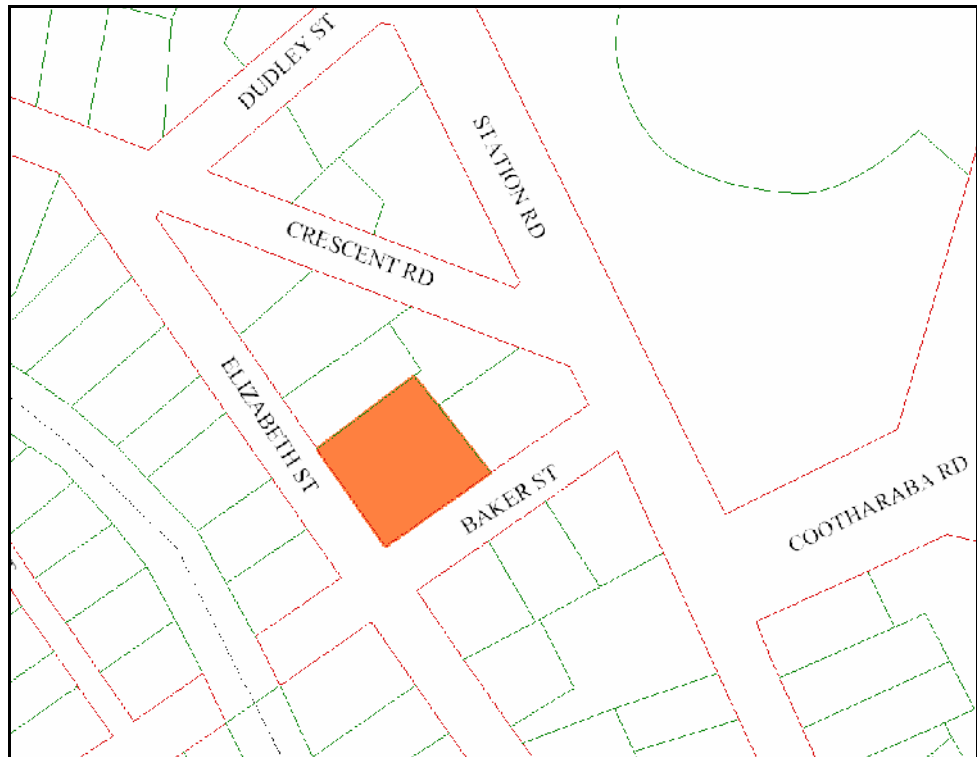 DUDLEY ST
STATION RD
CRESCENT RD
ELIZABETH ST
BAKER ST
COOTHARABA RD